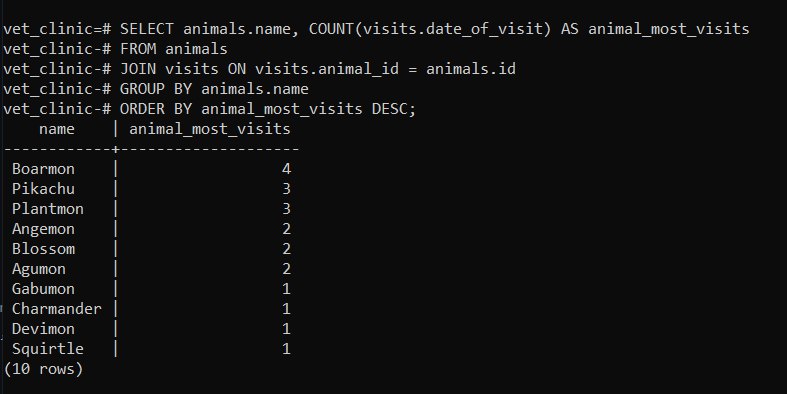 vet_clinic=# SELECT animals.name, COUNT(visits.date_of_visit) AS animal_most_visits
vet_clinic-# FROM animals
vet_clinic-# JOIN visits ON visits.animal_id = animals.id
vet_clinic-# GROUP BY animals.name
vet_clinic-# ORDER BY animal_most_visits DESC;
    name    | animal_most_visits
------------+--------------------
 Boarmon    |                  4
 Pikachu    |                  3
 Plantmon   |                  3
 Angemon    |                  2
 Blossom    |                  2
 Agumon     |                  2
 Gabumon    |                  1
 Charmander |                  1
 Devimon    |                  1
 Squirtle   |                  1
(10 rows)